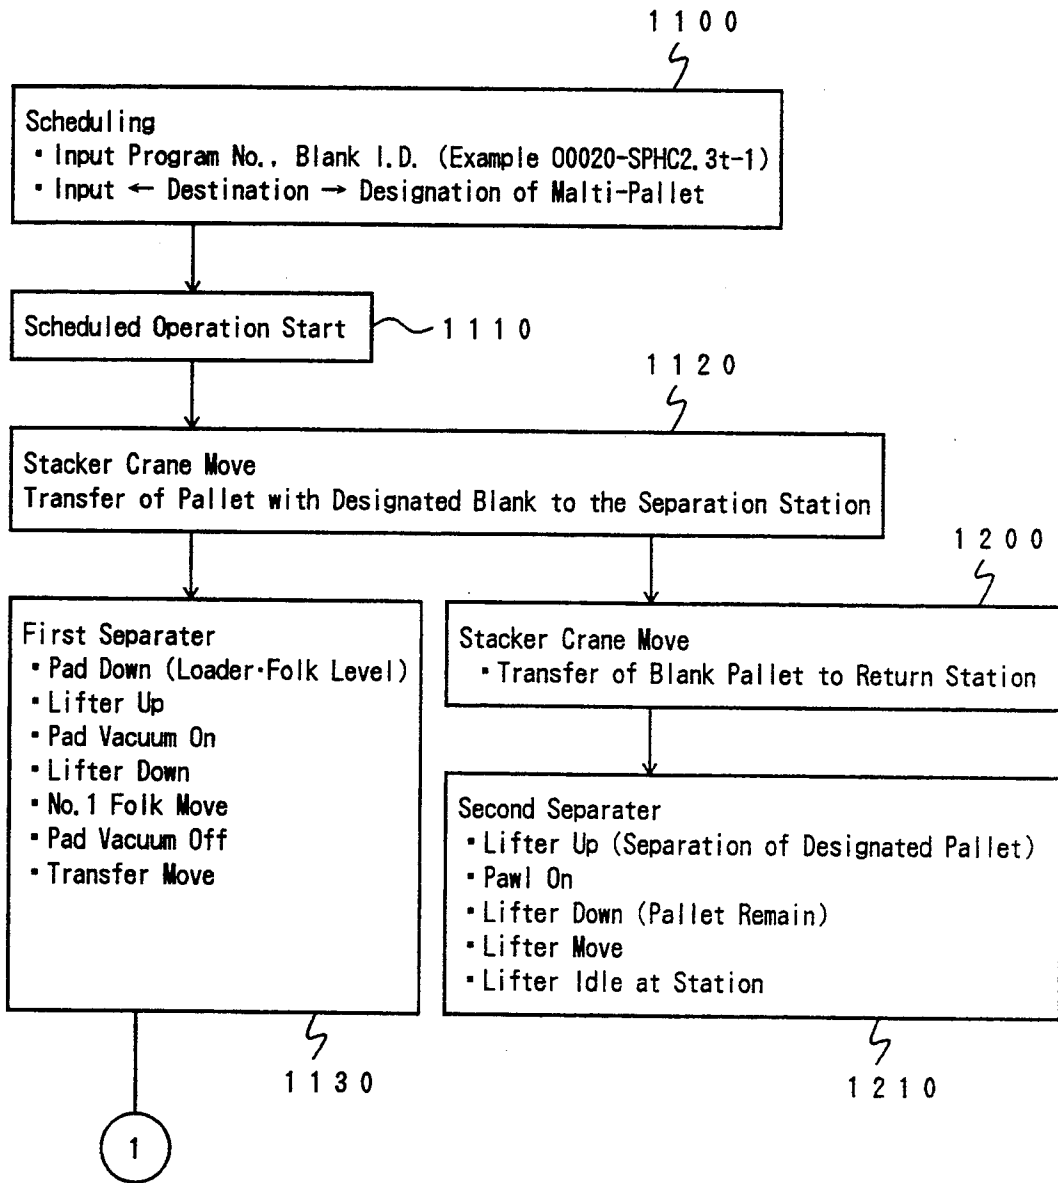 1100
Scheduling
▪ Input Program No., Blank I.D. (Example 00020-SPHC2.3t-1)
▪ Input ← Destination → Designation of Malti-Pallet
Scheduled Operation Start
1110
1120
Stacker Crane Move
Transfer of Pallet with Designated Blank to the Separation Station
First Separater
▪ Pad Down (Loader·Folk Level)
▪ Lifter Up
▪ Pad Vacuum On
▪ Lifter Down
▪ No.1 Folk Move
▪ Pad Vacuum Off
▪ Transfer Move
1130
1
1200
Stacker Crane Move
▪ Transfer of Blank Pallet to Return Station
Second Separater
▪ Lifter Up (Separation of Designated Pallet)
▪ Pawl On
▪ Lifter Down (Pallet Remain)
▪ Lifter Move
▪ Lifter Idle at Station
1210